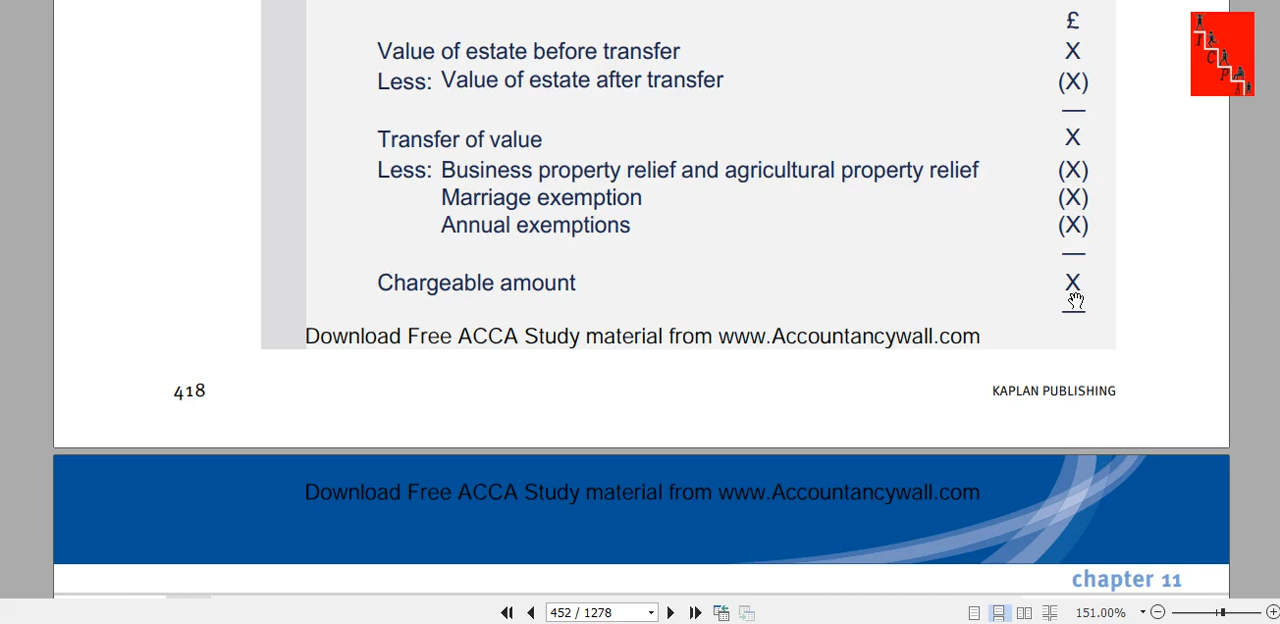 £
Value of estate before transfer X
Less: Value of estate after transfer (X)
Transfer of value X
Less: Business property relief and agricultural property relief (X)
Marriage exemption (X)
Annual exemptions (X)
Chargeable amount X
Download Free ACCA Study material from www.Accountancywall.com
418 KAPLAN PUBLISHING
Download Free ACCA Study material from www.Accountancywall.com
chapter 11
452 / 1278 151.00%
I
C
P
A